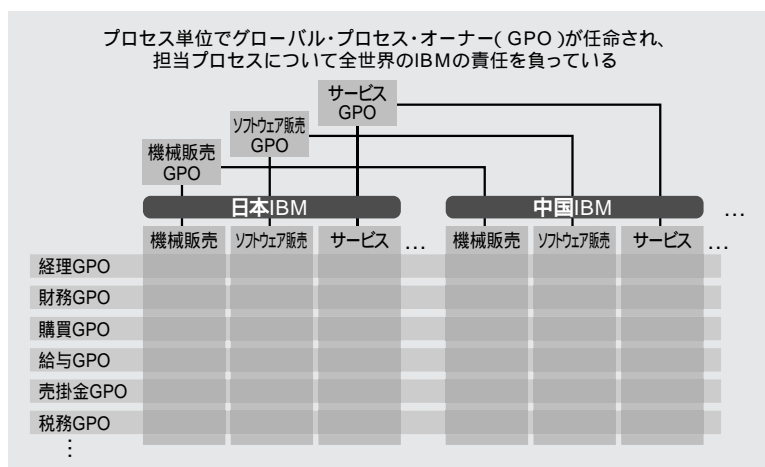 プロセス単位でグローバル・プロセス・オーナー(GPO)が任命され、
担当プロセスについて全世界のIBMの責任を負っている
サービス
GPO
ソフトウェア販売
GPO
機械販売
GPO
日本IBM
中国IBM
…
機械販売
ソフトウェア販売
サービス
…
機械販売
ソフトウェア販売
サービス
…
経理GPO
財務GPO
購買GPO
給与GPO
売掛金GPO
税務GPO
⋮